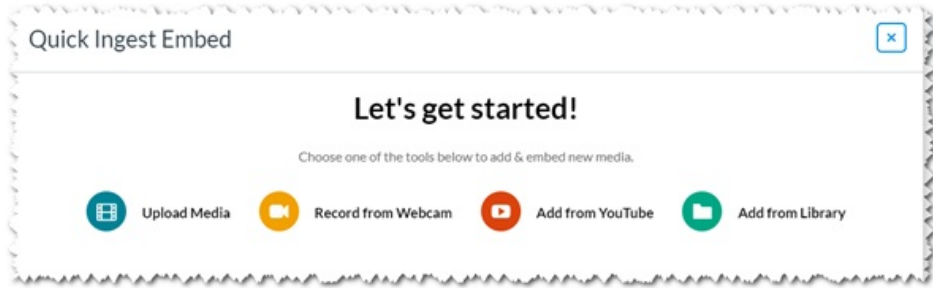 Quick Ingest Embed
Let's get started!
Choose one of the tools below to add & embed new media.
Upload Media Record from Webcam Add from YouTube Add from Library